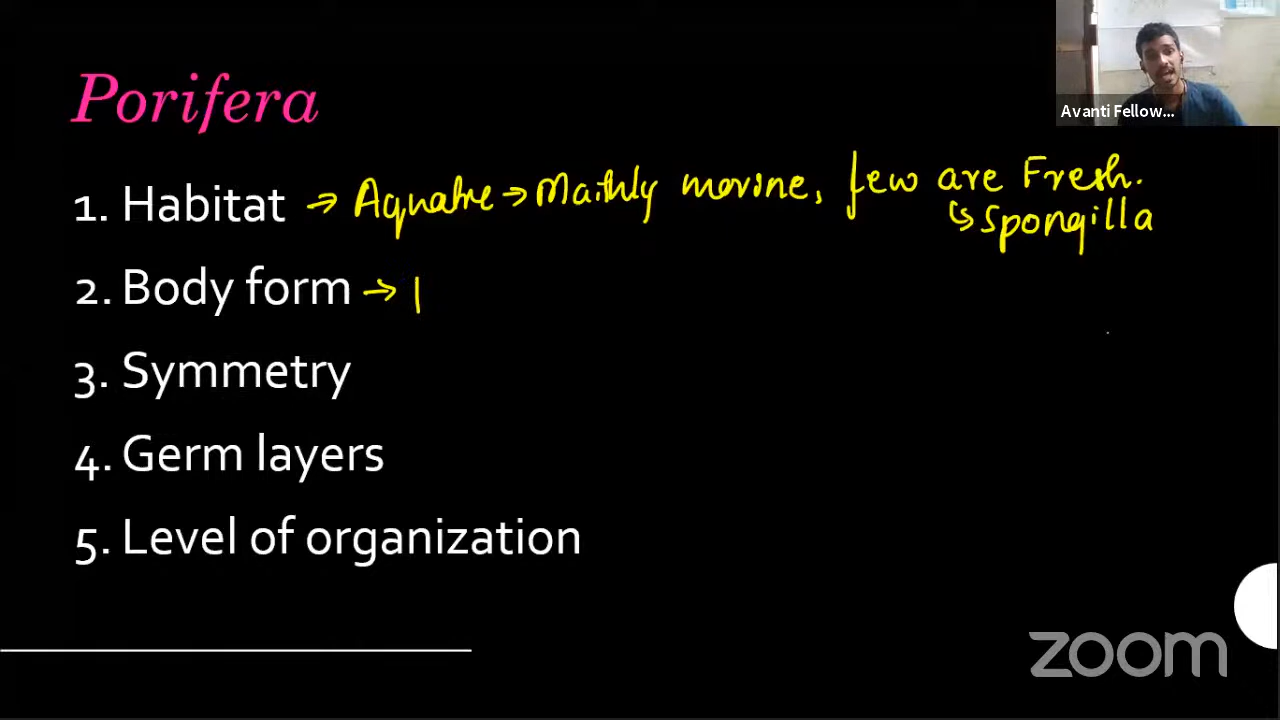 Porifera
Avanti Fellow...
1. Habitat → Aquatic → Mainly marine, few are Fresh.
↳ Spongilla
2. Body form →
3. Symmetry
4. Germ layers
5. Level of organization
zoom